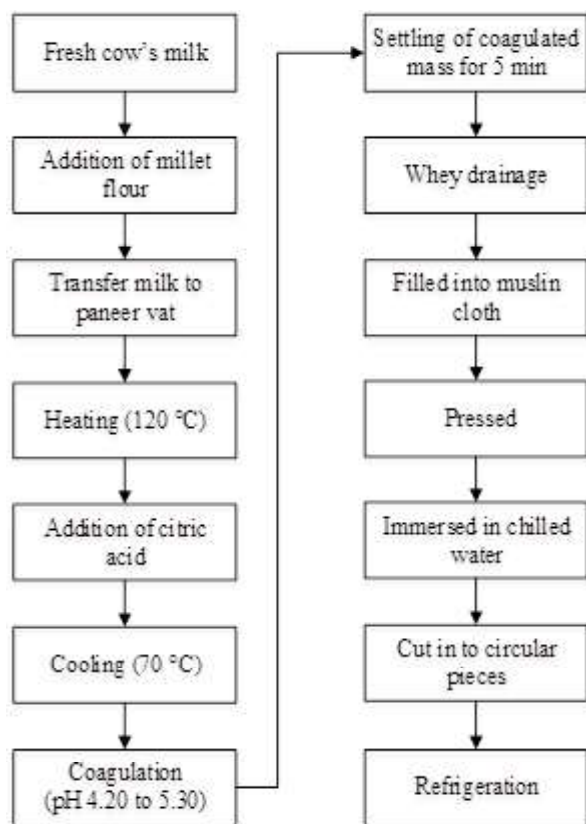 Fresh cow's milk
Addition of millet
flour
Transfer milk to
paneer vat
Heating (120 °C)
Addition of citric
acid
Cooling (70 °C)
Coagulation
(pH 4.20 to 5.30)
Settling of coagulated
mass for 5 min
Whey drainage
Filled into muslin
cloth
Pressed
Immersed in chilled
water
Cut in to circular
pieces
Refrigeration